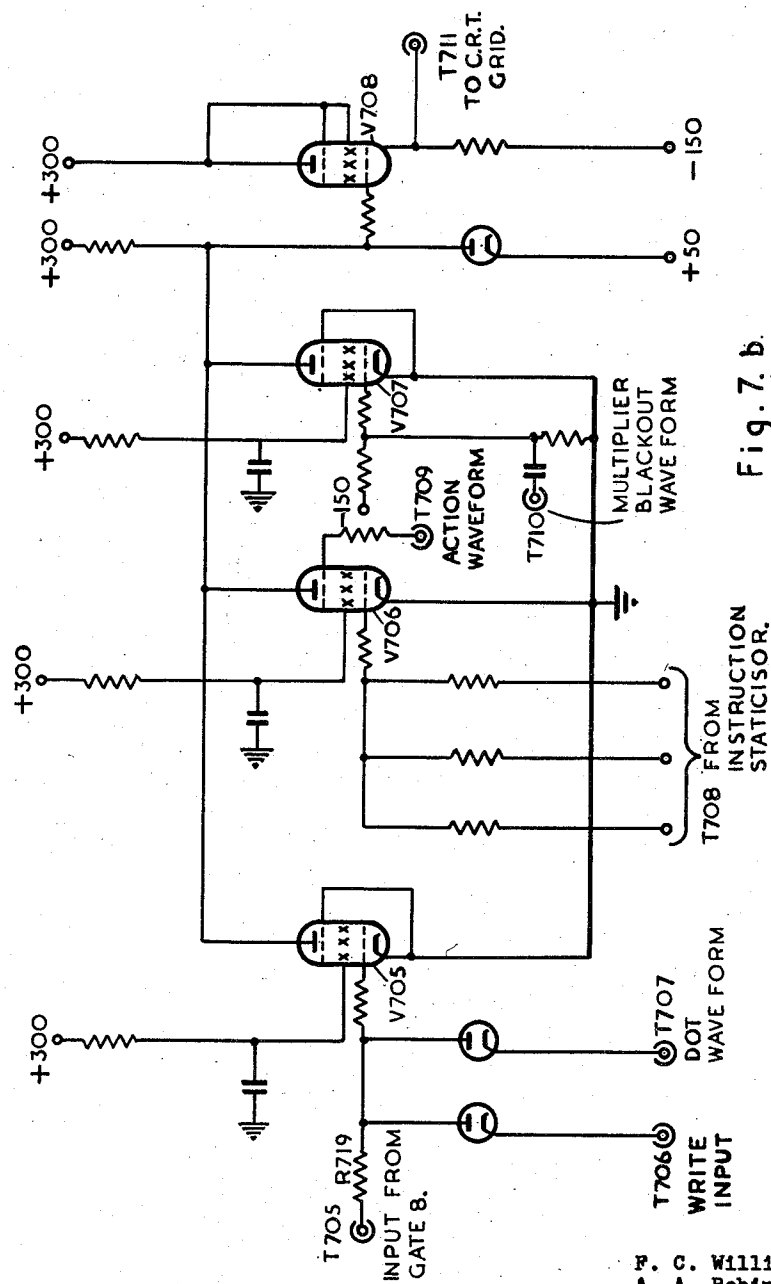 +300
+300
+300
+300
+300
V708
T711
TO C.R.T.
GRID.
-150
+50
V707
-150
T709
ACTION
WAVEFORM
T710
MULTIPLIER
BLACKOUT
WAVE FORM
V706
T708
FROM
INSTRUCTION
STATICISOR.
V705
T705
R719
INPUT FROM
GATE 8.
T706
WRITE
INPUT
T707
DOT
WAVE FORM
Fig. 7. b.
F. C. Willi
A. A. Robin